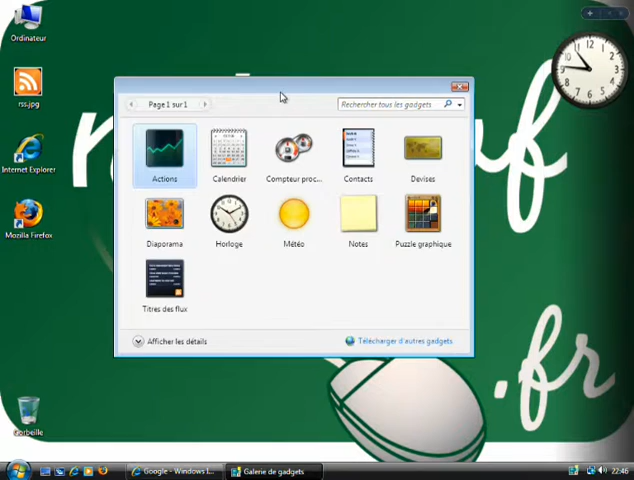 Ordinateur
rss.jpg
Internet Explorer
Mozilla Firefox
Corbeille
Page 1 sur 1
Rechercher tous les gadgets
Actions
Calendrier
Compteur proc...
Contacts
Devises
Diaporama
Horloge
Météo
Notes
Puzzle graphique
Titres des flux
Afficher les détails
Télécharger d'autres gadgets
.fr
Google - Windows I...
Galerie de gadgets
22:46